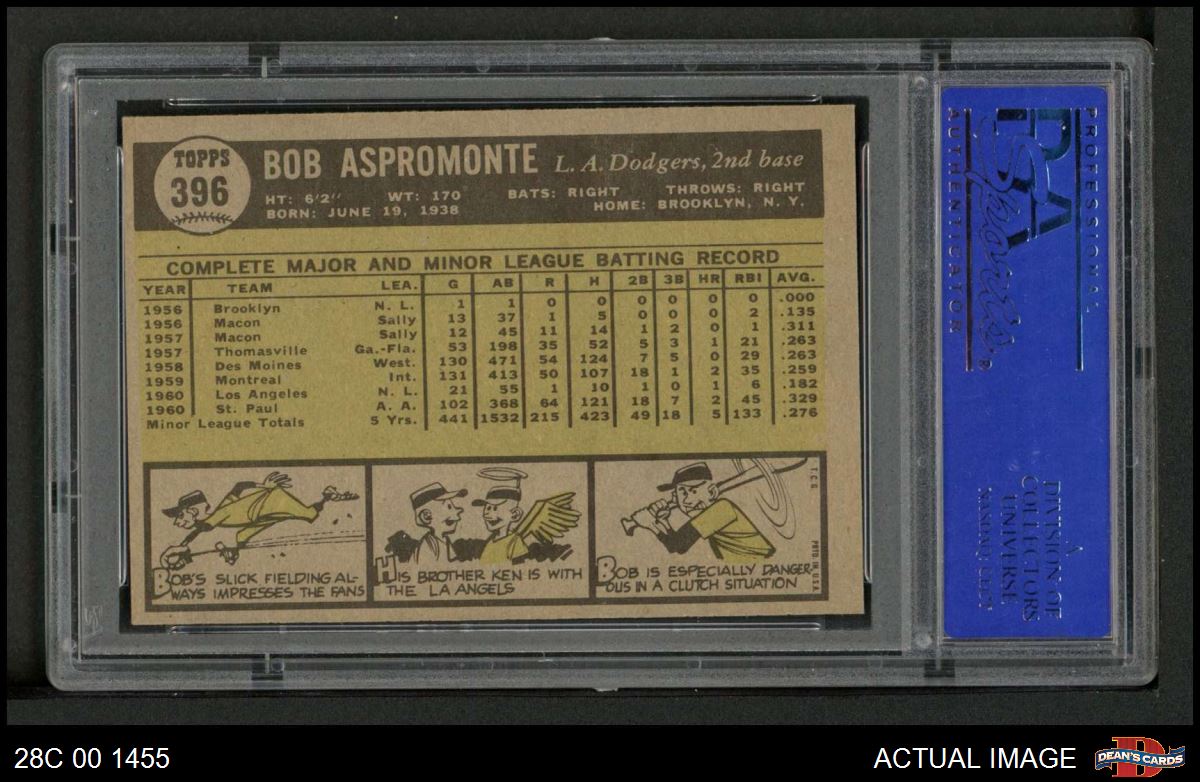 TOPPS
396
BOB ASPROMONTE L. A. Dodgers, 2nd base
HT: 6'2" WT: 170 BATS: RIGHT THROWS: RIGHT
BORN: JUNE 19, 1938 HOME: BROOKLYN, N. Y.
COMPLETE MAJOR AND MINOR LEAGUE BATTING RECORD
YEAR TEAM LEA. G AB R H 2B 3B HR RBI AVG.
1956 Brooklyn N. L. 1 1 0 0 0 0 0 0 .000
1956 Macon Sally 13 37 1 5 0 0 0 2 .135
1957 Macon Sally 12 45 11 14 1 2 0 1 .311
1957 Thomasville Ga.-Fla. 53 198 35 52 5 3 1 21 .263
1958 Des Moines West. 130 471 54 124 7 5 0 29 .263
1959 Montreal Int. 131 413 50 107 18 1 2 35 .259
1960 Los Angeles N. L. 21 55 1 10 1 0 1 6 .182
1960 St. Paul A. A. 102 368 64 121 18 7 2 45 .329
Minor League Totals 5 Yrs. 441 1532 215 423 49 18 5 133 .276
BOB'S SLICK FIELDING AL-
WAYS IMPRESSES THE FANS
HIS BROTHER KEN IS WITH
THE LA ANGELS
BOB IS ESPECIALLY DANGER-
OUS IN A CLUTCH SITUATION
T.C.G.
PRTD. IN U.S.A.
PROFESSIONAL
PSA
Sports
AUTHENTICATOR
A
DIVISION OF
COLLECTORS
UNIVERSE
NASDAQ: CLCT
28C 00 1455
ACTUAL IMAGE
DEAN'S CARDS